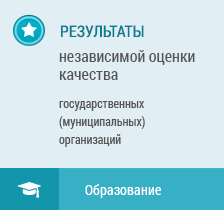 РЕЗУЛЬТАТЫ
независимой оценки
качества
государственных
(муниципальных)
организаций
Образование